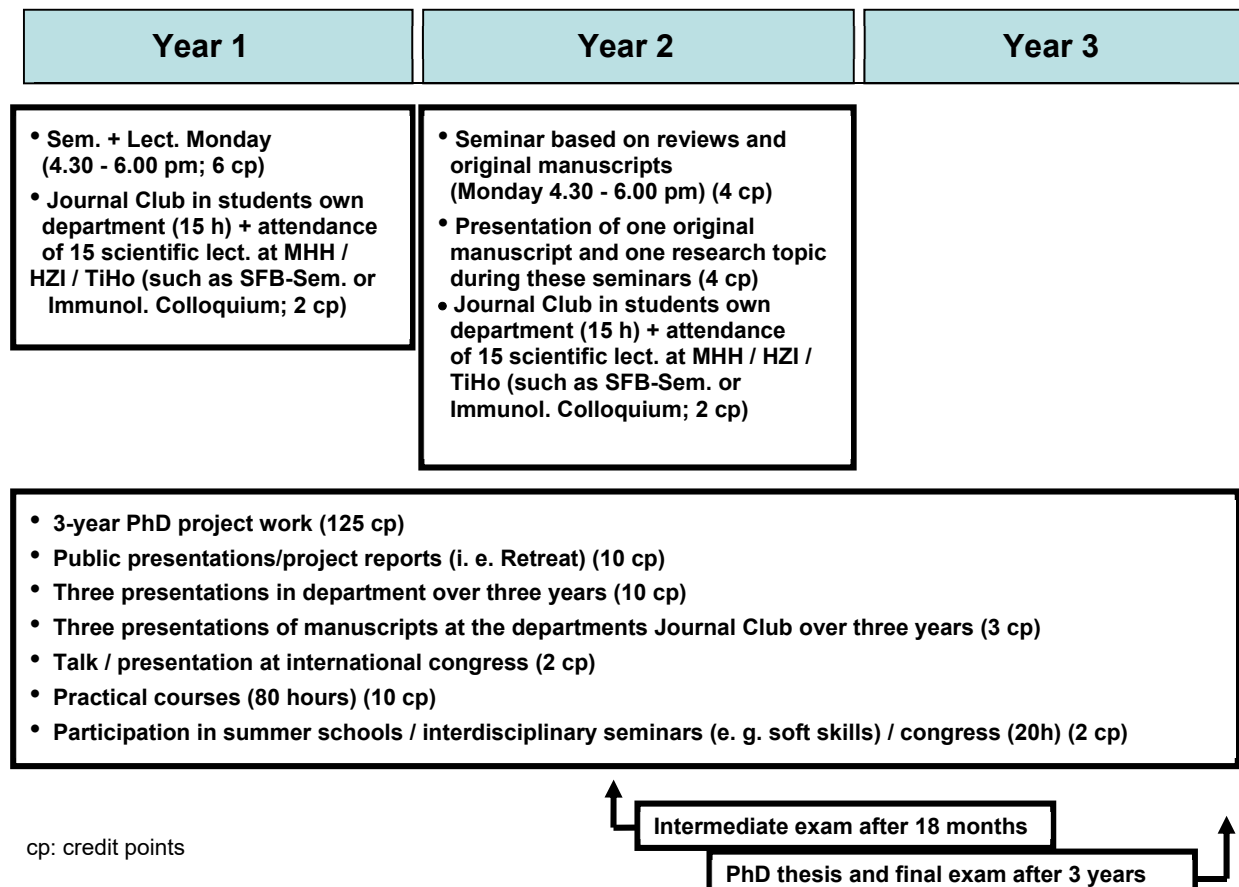 Year 1
Year 2
Year 3
• Sem. + Lect. Monday
(4.30 - 6.00 pm; 6 cp)
• Journal Club in students own
department (15 h) + attendance
of 15 scientific lect. at MHH /
HZI / TiHo (such as SFB-Sem. or
Immunol. Colloquium; 2 cp)
• Seminar based on reviews and
original manuscripts
(Monday 4.30 - 6.00 pm) (4 cp)
• Presentation of one original
manuscript and one research topic
during these seminars (4 cp)
• Journal Club in students own
department (15 h) + attendance
of 15 scientific lect. at MHH / HZI /
TiHo (such as SFB-Sem. or
Immunol. Colloquium; 2 cp)
• 3-year PhD project work (125 cp)
• Public presentations/project reports (i. e. Retreat) (10 cp)
• Three presentations in department over three years (10 cp)
• Three presentations of manuscripts at the departments Journal Club over three years (3 cp)
• Talk / presentation at international congress (2 cp)
• Practical courses (80 hours) (10 cp)
• Participation in summer schools / interdisciplinary seminars (e. g. soft skills) / congress (20h) (2 cp)
Intermediate exam after 18 months
cp: credit points
PhD thesis and final exam after 3 years